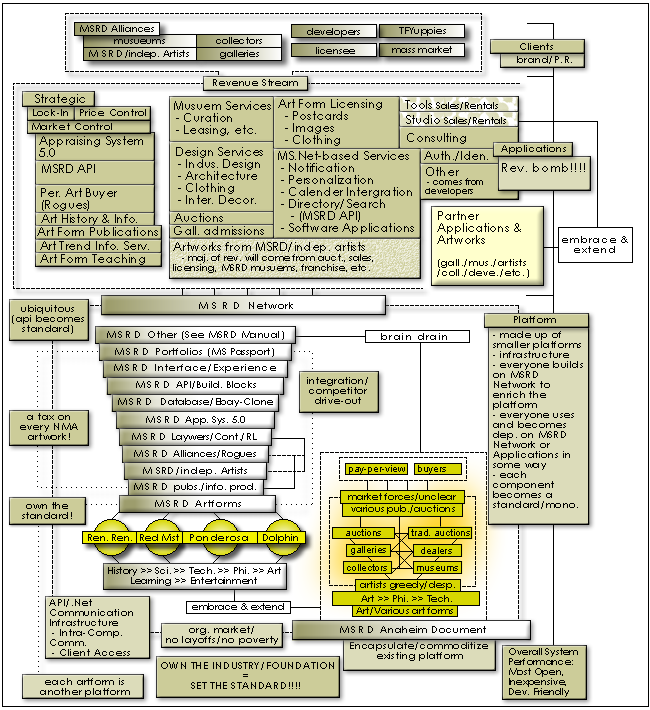 MSRD Alliances
musueums
collectors
MSRD/indep. Artists
galleries
developers
TFYuppies
licensee
mass market
Clients
brand/P.R.
Revenue Stream
Strategic
Lock-In
Price Control
Market Control
Appraising System
5.0
MSRD API
Per. Art Buyer
(Rogues)
Art History & Info.
Art Form Publications
Art Trend Info. Serv.
Art Form Teaching
Musuem Services
- Curation
- Leasing, etc.
Design Services
- Indus. Design
- Architecture
- Clothing
- Inter. Decor.
Auctions
Gall. admissions
Art Form Licensing
- Postcards
- Images
- Clothing
MS.Net-based Services
- Notification
- Personalization
- Calender Intergration
- Directory/Search
- (MSRD API)
- Software Applications
Tools Sales/Rentals
Studio Sales/Rentals
Consulting
Auth./Iden.
Other
- comes from
developers
Artworks from MSRD/indep. artists
- maj. of rev. will come from auct., sales,
licensing, MSRD musuems, franchise, etc.
Applications
Rev. bomb!!!!
Partner
Applications &
Artworks
(gall./mus./artists
/coll./deve./etc.)
embrace &
extend
MSRD Network
ubiquitous
(api becomes
standard)
a tax on
every NMA
artwork!
own the
standard!
MSRD Other (See MSRD Manual)
MSRD Portfolios (MS Passport)
MSRD Interface/Experience
MSRD API/Build. Blocks
MSRD Database/Ebay-Clone
MSRD App. Sys. 5.0
MSRD Laywers/Cont./RL
MSRD Alliances/Rogues
MSRD/indep. Artists
MSRD pubs./info. prod.
MSRD Artforms
brain drain
integration/
competitor
drive-out
Platform
- made up of
smaller platforms
- infrastructure
- everyone builds
on MSRD
Network to
enrich the
platform
- everyone uses
and becomes
dep. on MSRD
Network or
Applications in
some way
- each
component
becomes a
standard/mono.
Ren. Ren.
Red Mst
Ponderosa
Dolphin
History >> Sci. >> Tech. >> Phi. >> Art
Learning >> Entertainment
embrace & extend
pay-per-view
buyers
market forces/unclear
various pub./auctions
auctions
trad. auctions
galleries
dealers
collectors
museums
artists greedy/desp.
Art >> Phi. >> Tech.
Art/Various art forms
MSRD Anaheim Document
Encapsulate/commoditize
existing platform
API/.Net
Communication
Infrastructure
- Intra-Comp.
Comm.
- Client Access
org. market/
no layoffs/no poverty
each artform is
another platform
OWN THE INDUSTRY/FOUNDATION
=
SET THE STANDARD!!!!
Overall System
Performance:
Most Open,
Inexpensive,
Dev. Friendly